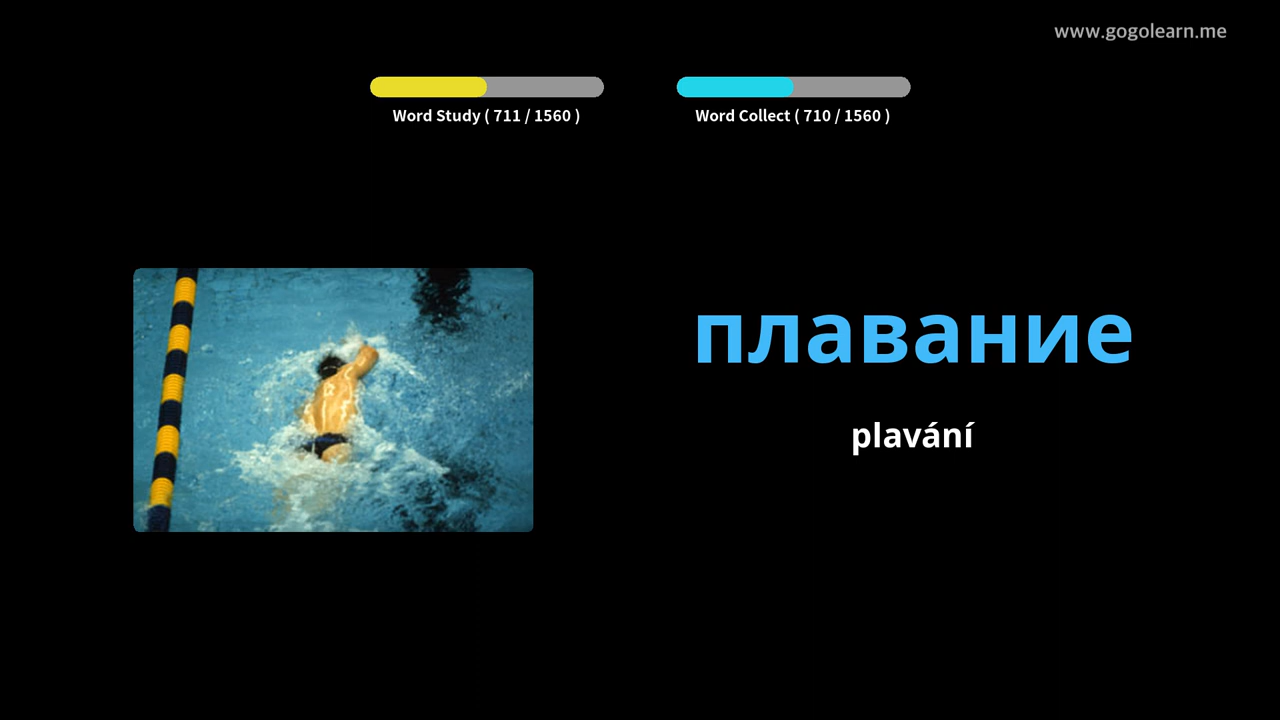 www.gogolearn.me
Word Study ( 711 / 1560 )
Word Collect ( 710 / 1560 )
плавание
plavání